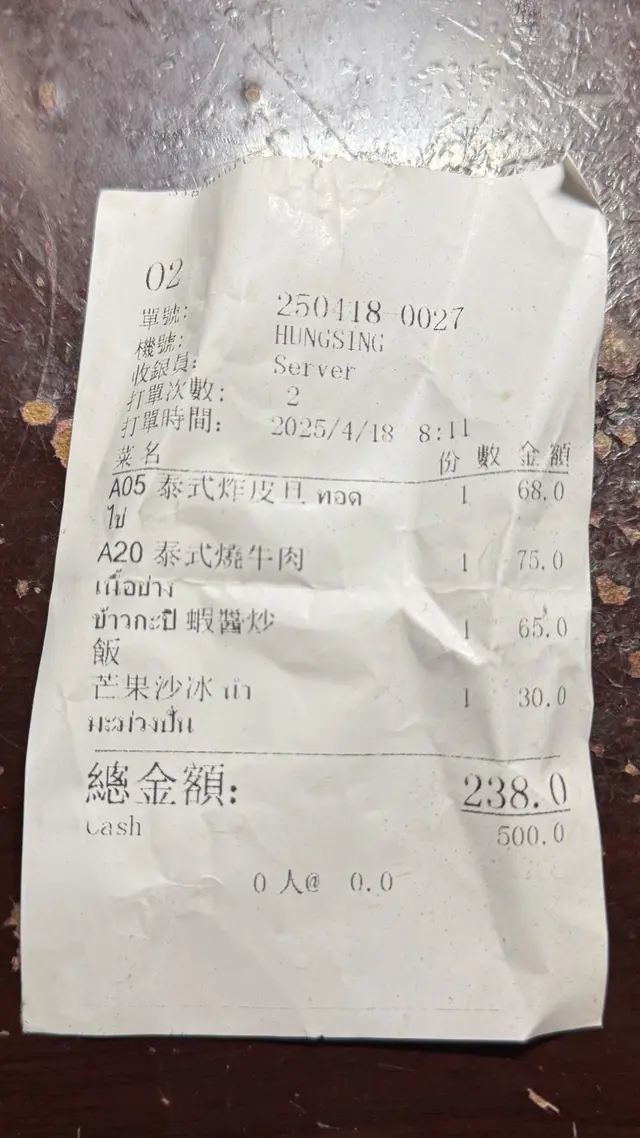 02
單號: 250418-0027
機號: HUNGSING
收銀員: Server
打單次數: 2
打單時間: 2025/4/18 8:11
菜名 份數 金額
A05 泰式炸皮旦 ทอด 1 68.0
ไข่
A20 泰式燒牛肉 1 75.0
เนื้อย่าง
ข้าวกะปิ 蝦醬炒 1 65.0
飯
芒果沙冰 น้ำ 1 30.0
มะม่วงปั่น
總金額: 238.0
Cash 500.0
0 人@ 0.0